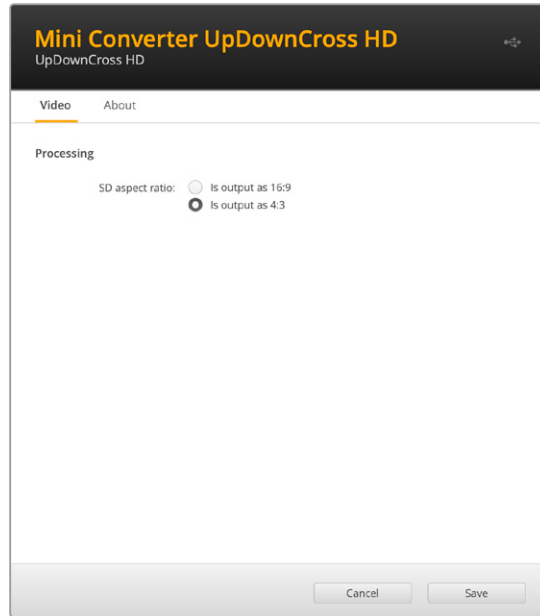 Mini Converter UpDownCross HD
UpDownCross HD
Video About
Processing
SD aspect ratio: Is output as 16:9
Is output as 4:3
Cancel Save